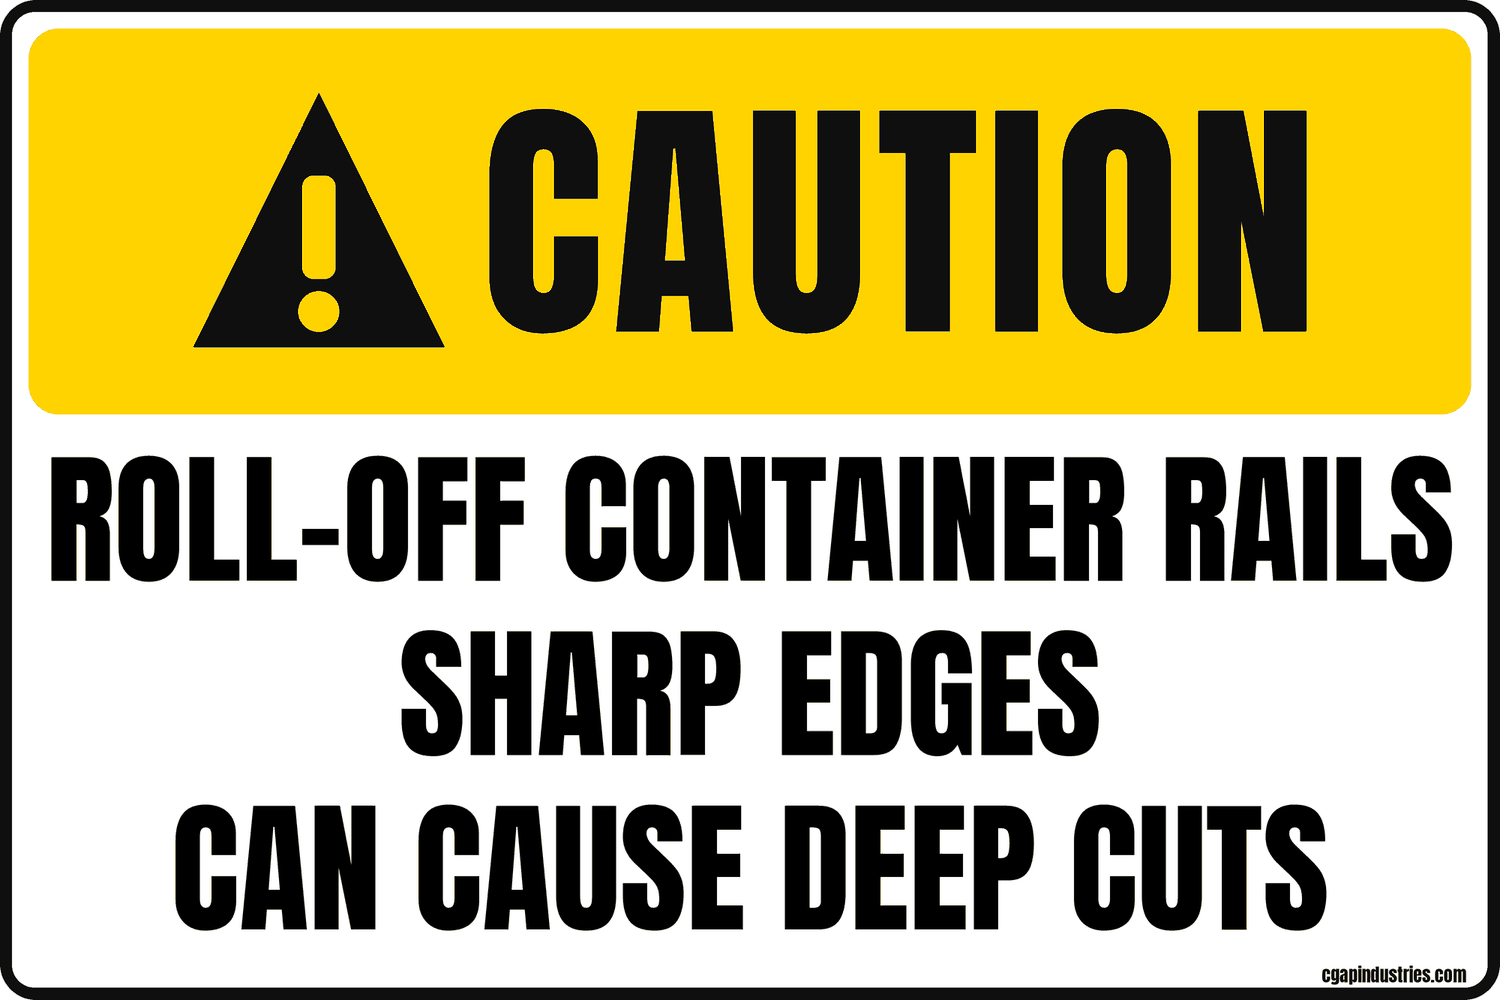 CAUTION
ROLL-OFF CONTAINER RAILS
SHARP EDGES
CAN CAUSE DEEP CUTS
cgapindustries.com